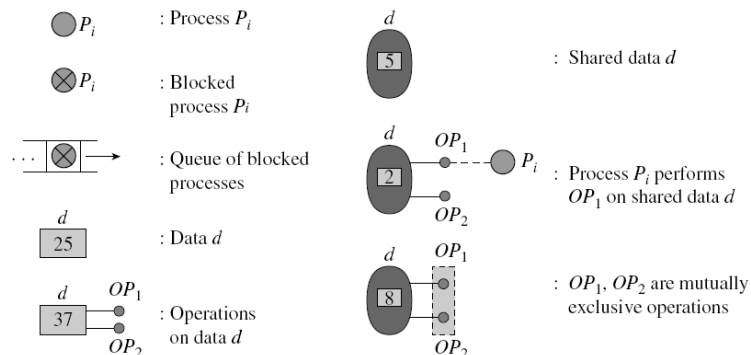 P_i : Process P_i
P_i : Blocked
process P_i
. . . : Queue of blocked
processes
d
25 : Data d
d OP_1
37 : Operations
on data d
OP_2
d
5 : Shared data d
d OP_1
2 P_i : Process P_i performs
OP_1 on shared data d
OP_2
d OP_1
8 : OP_1, OP_2 are mutually
exclusive operations
OP_2